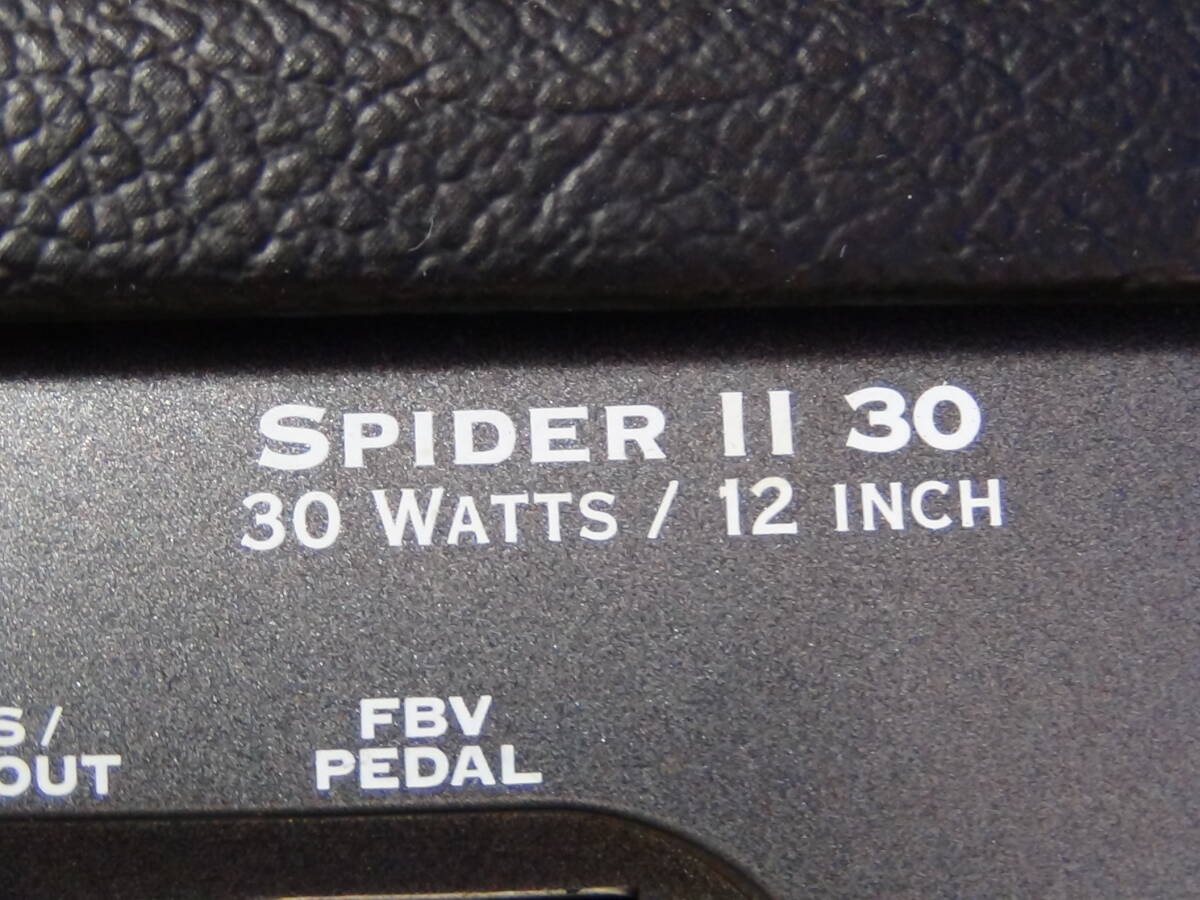 SPIDER II 30
30 WATTS / 12 INCH
S/
OUT
FBV
PEDAL